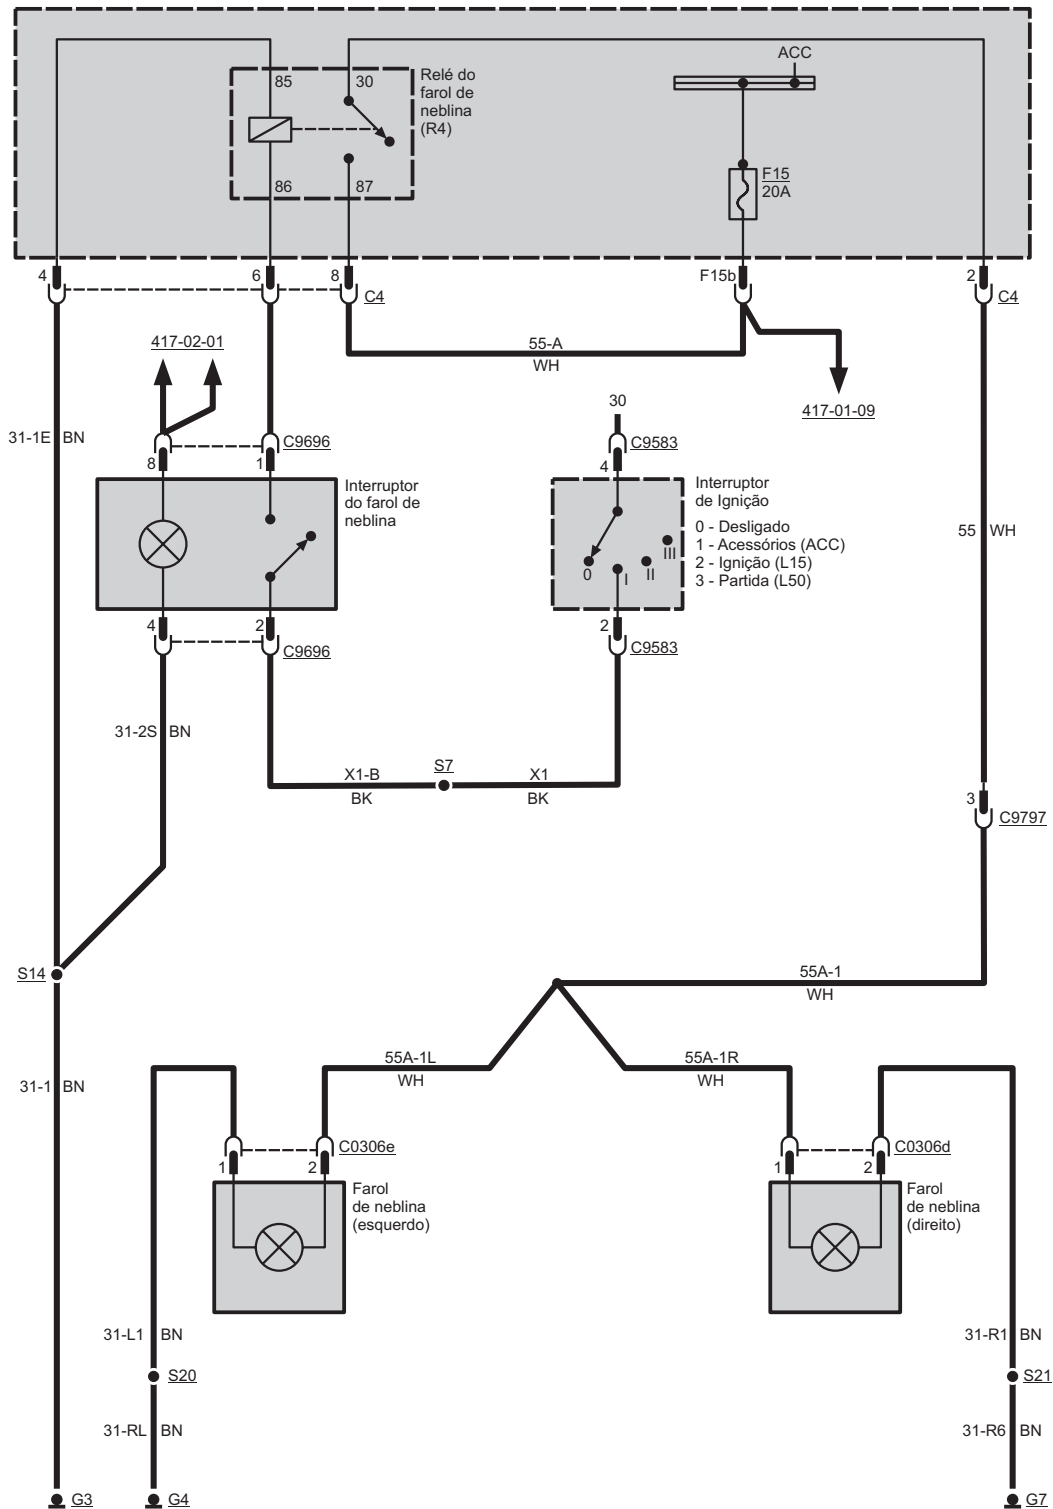 ACC
85
30
Relé do
farol de
neblina
(R4)
86
87
F15
20A
4
6
8
C4
F15b
2
C4
417-02-01
55-A
WH
417-01-09
30
31-1E BN
C9696
8
1
C9583
4
Interruptor
do farol de
neblina
Interruptor
de Ignição
0 - Desligado
1 - Acessórios (ACC)
2 - Ignição (L15)
3 - Partida (L50)
0
I
II
III
55 WH
4
2
C9696
2
C9583
31-2S BN
X1-B
BK
S7
X1
BK
3
C9797
S14
55A-1
WH
31-1 BN
55A-1L
WH
55A-1R
WH
1
2
C0306e
1
2
C0306d
Farol
de neblina
(esquerdo)
Farol
de neblina
(direito)
31-L1 BN
31-R1 BN
S20
S21
31-RL BN
31-R6 BN
G3
G4
G7